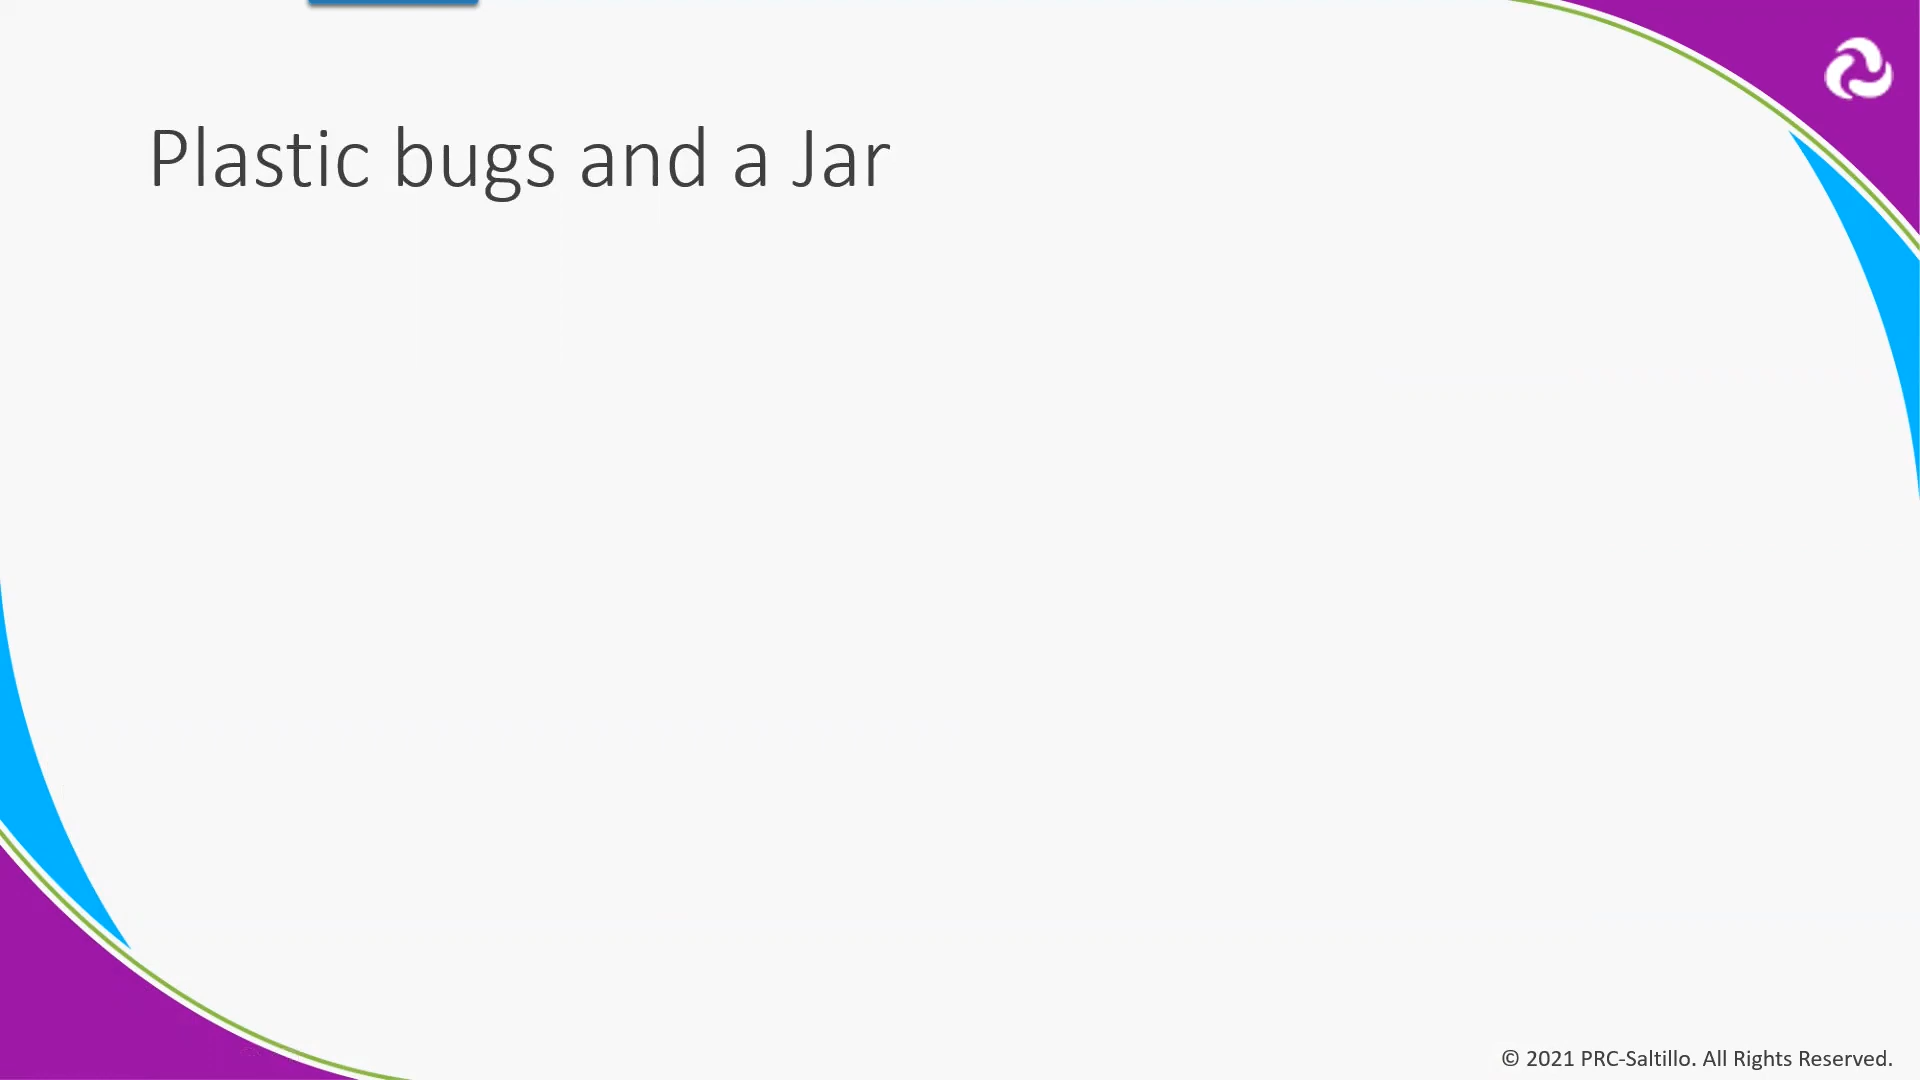 Plastic bugs and a Jar
© 2021 PRC-Saltillo. All Rights Reserved.